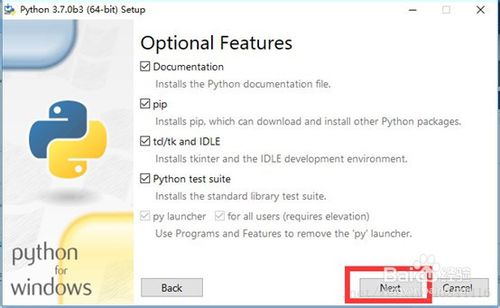 Python 3.7.0b3 (64-bit) Setup
Optional Features
Documentation
Installs the Python documentation file.
pip
Installs pip, which can download and install other Python packages.
td/tk and IDLE
Installs tkinter and the IDLE development environment.
Python test suite
Installs the standard library test suite.
py launcher for all users (requires elevation)
Use Programs and Features to remove the 'py' launcher.
python
for
windows
Back Next Cancel